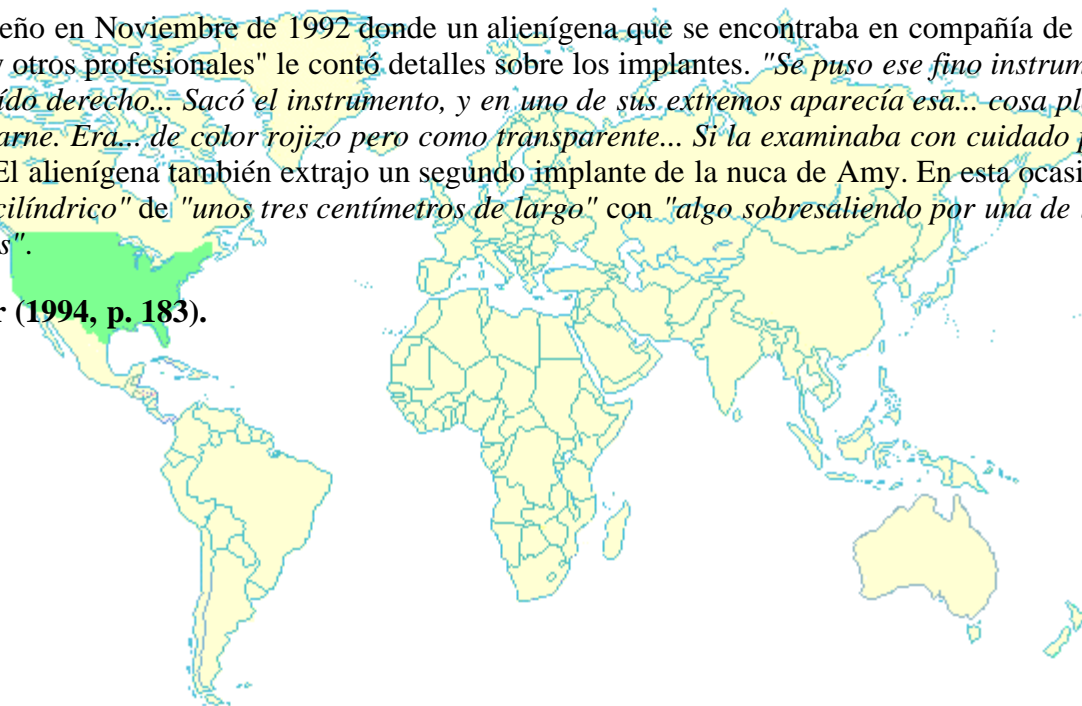 eño en Noviembre de 1992 donde un alienígena que se encontraba en compañía de
y otros profesionales" le contó detalles sobre los implantes. "Se puso ese fino instrum
ído derecho... Sacó el instrumento, y en uno de sus extremos aparecía esa... cosa pl
arne. Era... de color rojizo pero como transparente... Si la examinaba con cuidado p
El alienígena también extrajo un segundo implante de la nuca de Amy. En esta ocasi
cilíndrico" de "unos tres centímetros de largo" con "algo sobresaliendo por una de
s".
r (1994, p. 183).